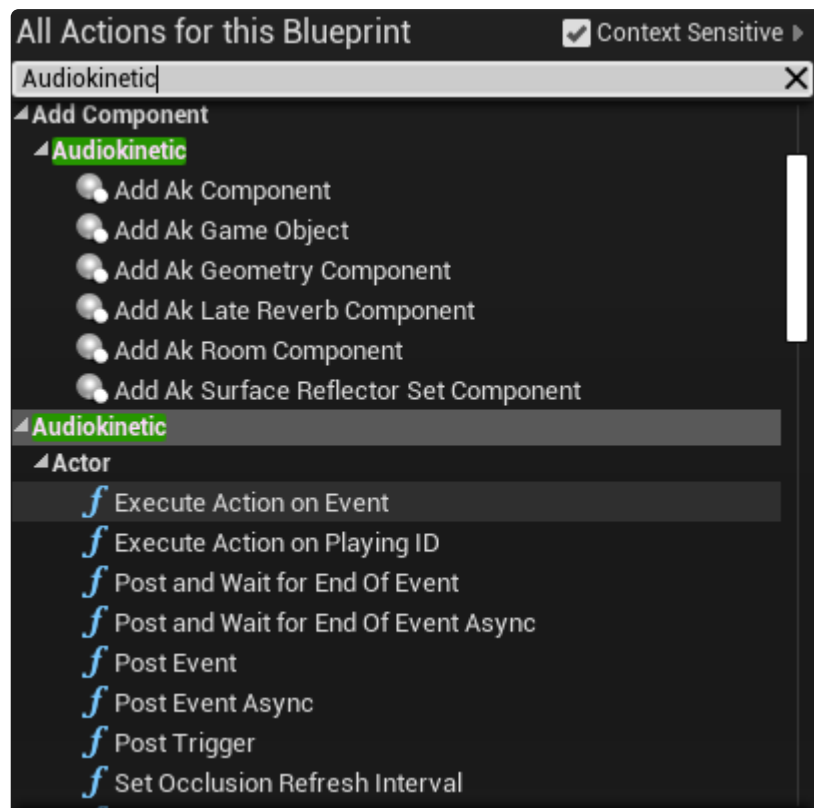 All Actions for this Blueprint Context Sensitive
Audiokinetic
Add Component
Audiokinetic
Add Ak Component
Add Ak Game Object
Add Ak Geometry Component
Add Ak Late Reverb Component
Add Ak Room Component
Add Ak Surface Reflector Set Component
Audiokinetic
Actor
Execute Action on Event
Execute Action on Playing ID
Post and Wait for End Of Event
Post and Wait for End Of Event Async
Post Event
Post Event Async
Post Trigger
Set Occlusion Refresh Interval